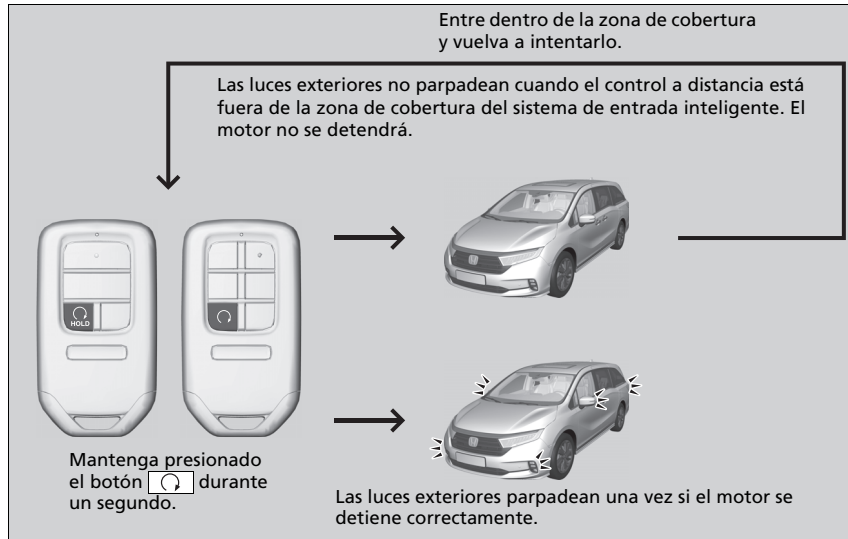 Entre dentro de la zona de cobertura
y vuelva a intentarlo.
Las luces exteriores no parpadean cuando el control a distancia está
fuera de la zona de cobertura del sistema de entrada inteligente. El
motor no se detendrá.
HOLD
Mantenga presionado
el botón durante
un segundo.
Las luces exteriores parpadean una vez si el motor se
detiene correctamente.